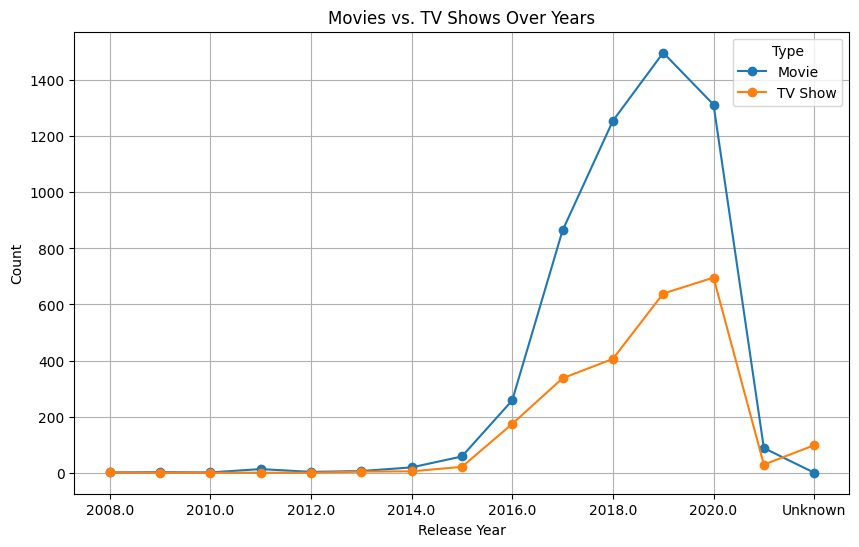 Movies vs. TV Shows Over Years
Type
Movie
TV Show
Count
1400
1200
1000
800
600
400
200
0
2008.0 2010.0 2012.0 2014.0 2016.0 2018.0 2020.0 Unknown
Release Year